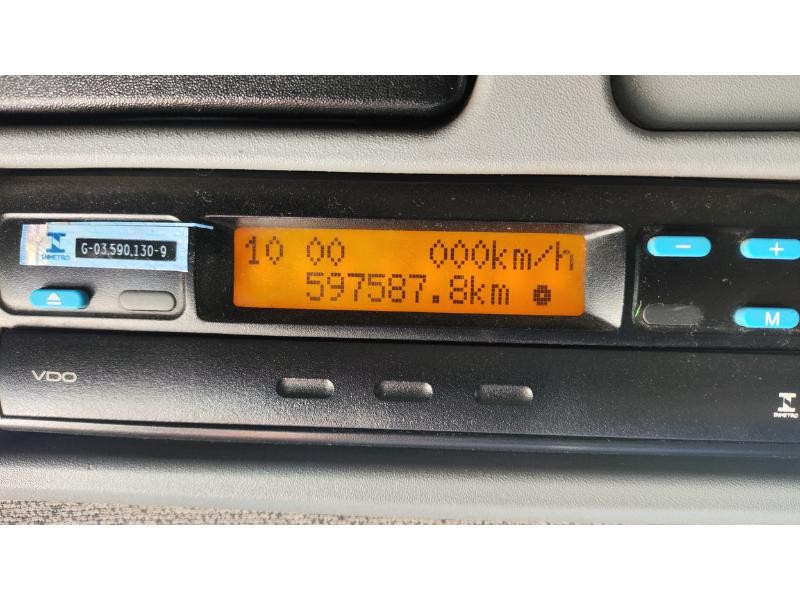 INMETRO
G-03.590.130-9
10 00 000km/h
597587.8km
− +
M
VDO
INMETRO